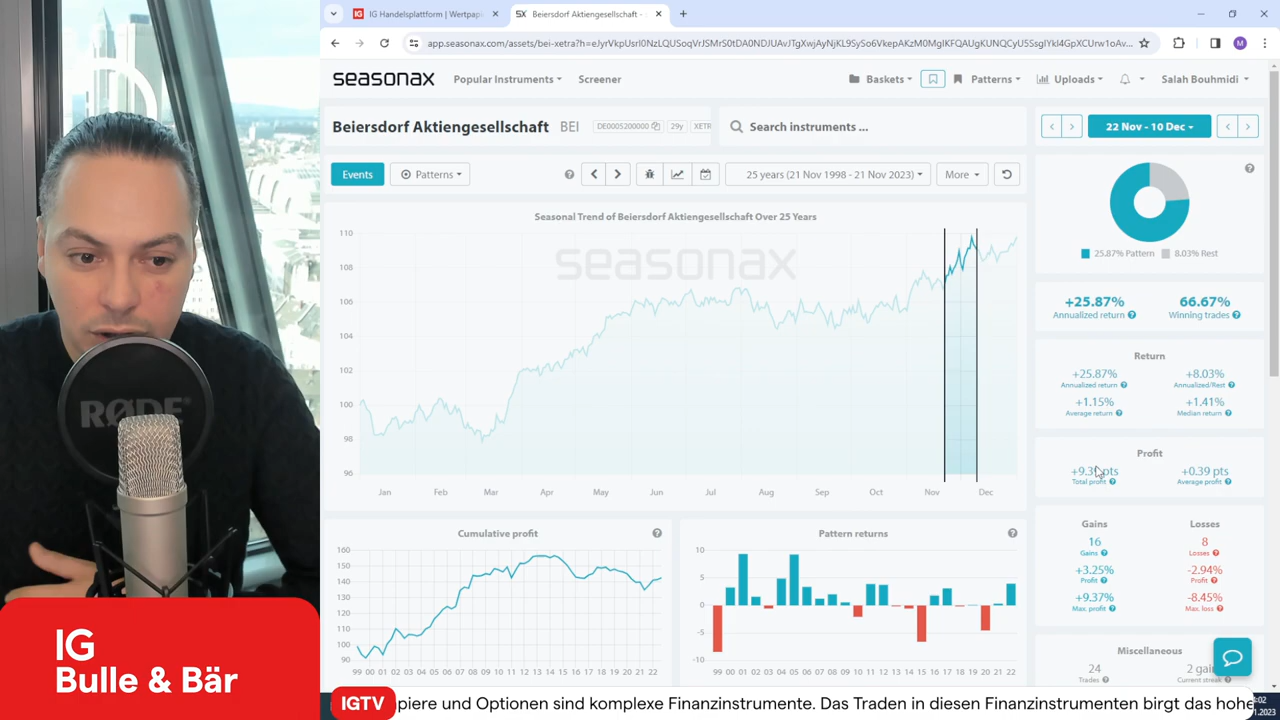 IG Handelsplattform | Wertpap
Beiersdorf Aktiengesellschaft -
app.seasonax.com/assets/bei-xetra?h=
M
seasonax
Popular Instruments
Screener
Baskets
Patterns
Uploads
Salah Bouhmidi
Beiersdorf Aktiengesellschaft
BEI
DE0005200000
29y
XETR
Search instruments ...
22 Nov - 10 Dec
Events
Patterns
5 years (21 Nov 1998 - 21 Nov 2023)
More
Seasonal Trend of Beiersdorf Aktiengesellschaft Over 25 Years
seasonax
110
108
106
104
102
100
98
96
Jan Feb Mar Apr May Jun Jul Aug Sep Oct Nov Dec
25.87% Pattern
8.03% Rest
+25.87%
Annualized return
66.67%
Winning trades
Return
+25.87%
Annualized return
+8.03%
Annualized/Rest
+1.15%
Average return
+1.41%
Median return
Profit
pts
Total profit
+0.39 pts
Average profit
Gains
16
Gains
+3.25%
Profit
+9.37%
Max. profit
Losses
8
Losses
-2.94%
Profit
-8.45%
Max. loss
Miscellaneous
24
Trades
2
Current streak
Cumulative profit
160
150
140
130
120
110
100
90
99 00 01 02 03 04 05 06 07 08 09 10 11 12 13 14 15 16 17 18 19 20 21 22
Pattern returns
10
5
0
-5
-10
99 00 01 02 03 04 05 06 07 08 09 10 11 12 13 14 15 16 17 18 19 20 21 22
RØDE
IG
Bulle & Bär
IGTV
piere und Optionen sind komplexe Finanzinstrumente. Das Traden in diesen Finanzinstrumenten birgt das hohe
:02
.2023